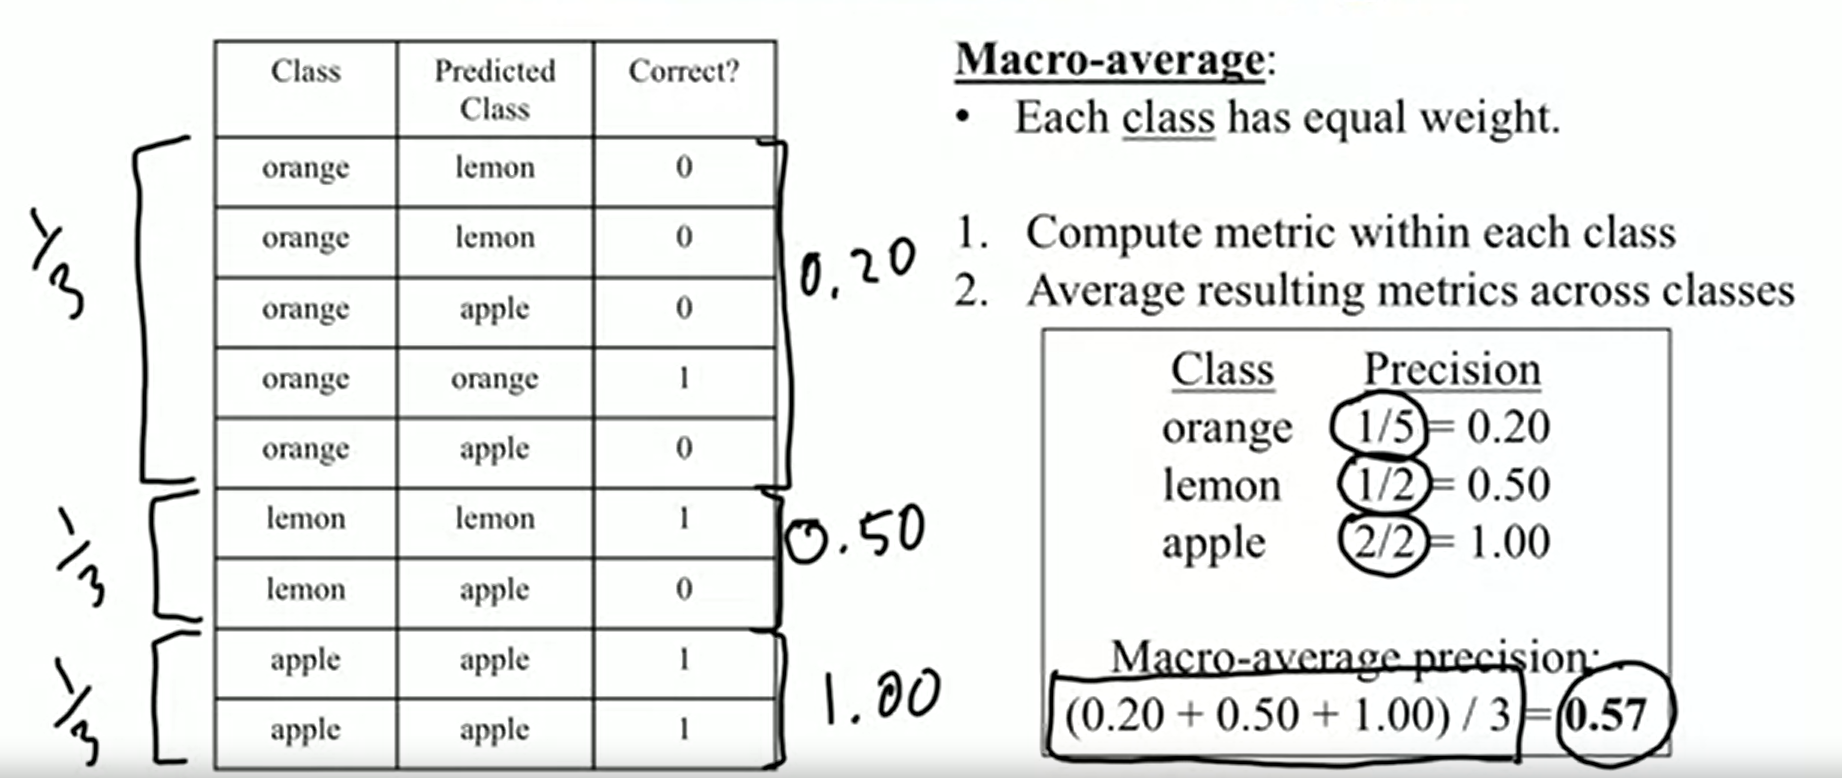 Class Predicted Class Correct?
orange lemon 0
orange lemon 0
orange apple 0
orange orange 1
orange apple 0
lemon lemon 1
lemon apple 0
apple apple 1
apple apple 1
1/3
1/3
1/3
0.20
0.50
1.00
Macro-average:
• Each class has equal weight.
1. Compute metric within each class
2. Average resulting metrics across classes
Class Precision
orange 1/5 = 0.20
lemon 1/2 = 0.50
apple 2/2 = 1.00
Macro-average precision:
(0.20 + 0.50 + 1.00) / 3 = 0.57